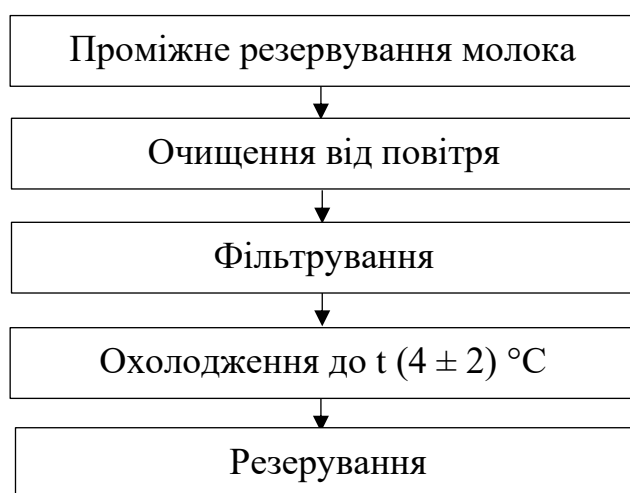 Проміжне резервування молока
Очищення від повітря
Фільтрування
Охолодження до t (4 ± 2) °С
Резерування